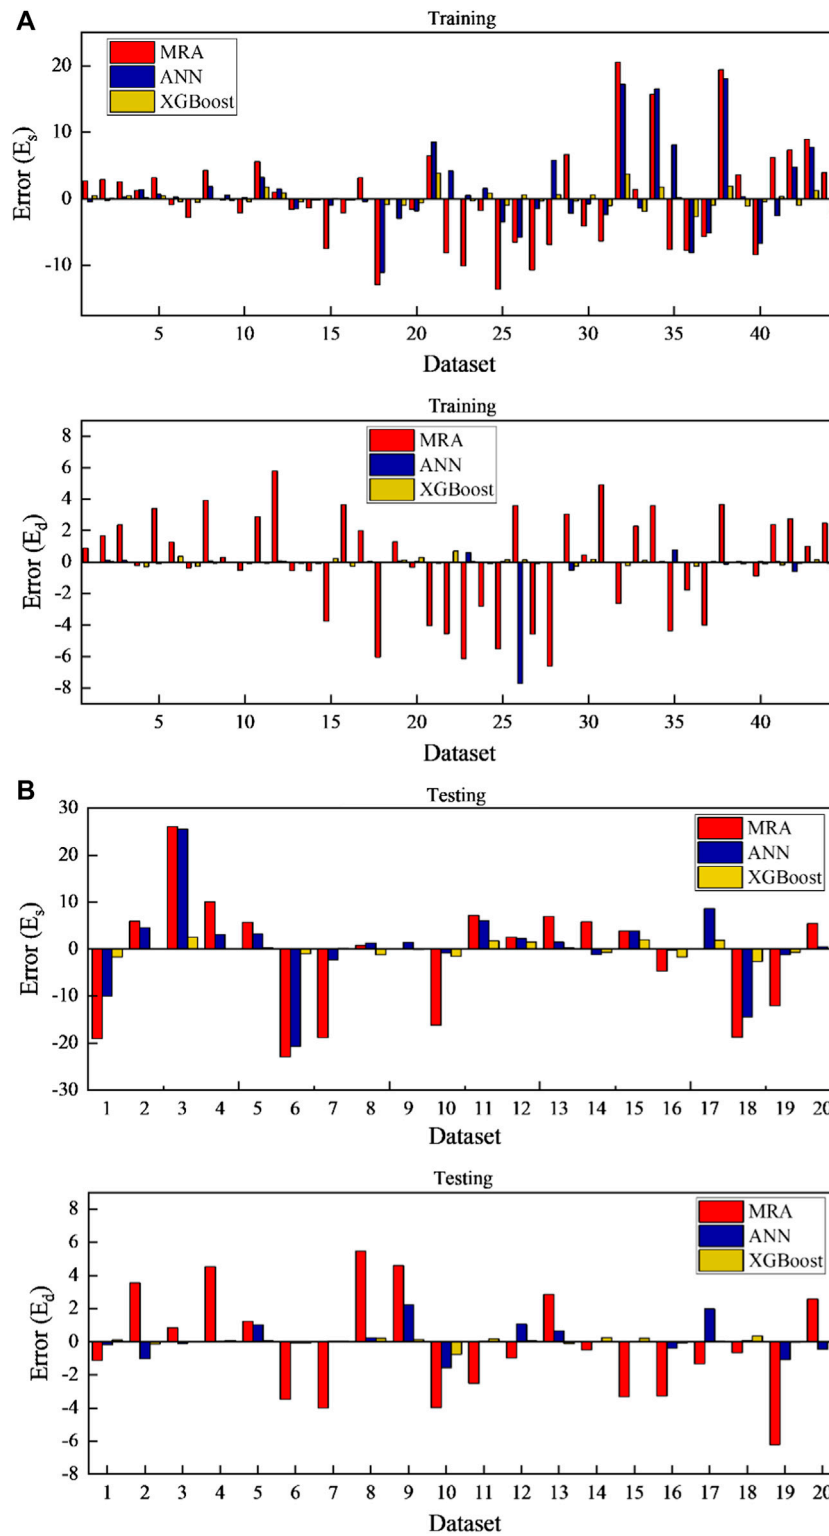 A
Training
MRA
ANN
XGBoost
Error (Es)
20
10
0
-10
5 10 15 20 25 30 35 40
Dataset
Training
MRA
ANN
XGBoost
Error (Ed)
8
6
4
2
0
-2
-4
-6
-8
5 10 15 20 25 30 35 40
Dataset
B
Testing
MRA
ANN
XGBoost
Error (Es)
30
20
10
0
-10
-20
-30
1 2 3 4 5 6 7 8 9 10 11 12 13 14 15 16 17 18 19 20
Dataset
Testing
MRA
ANN
XGBoost
Error (Ed)
8
6
4
2
0
-2
-4
-6
-8
1 2 3 4 5 6 7 8 9 10 11 12 13 14 15 16 17 18 19 20
Dataset